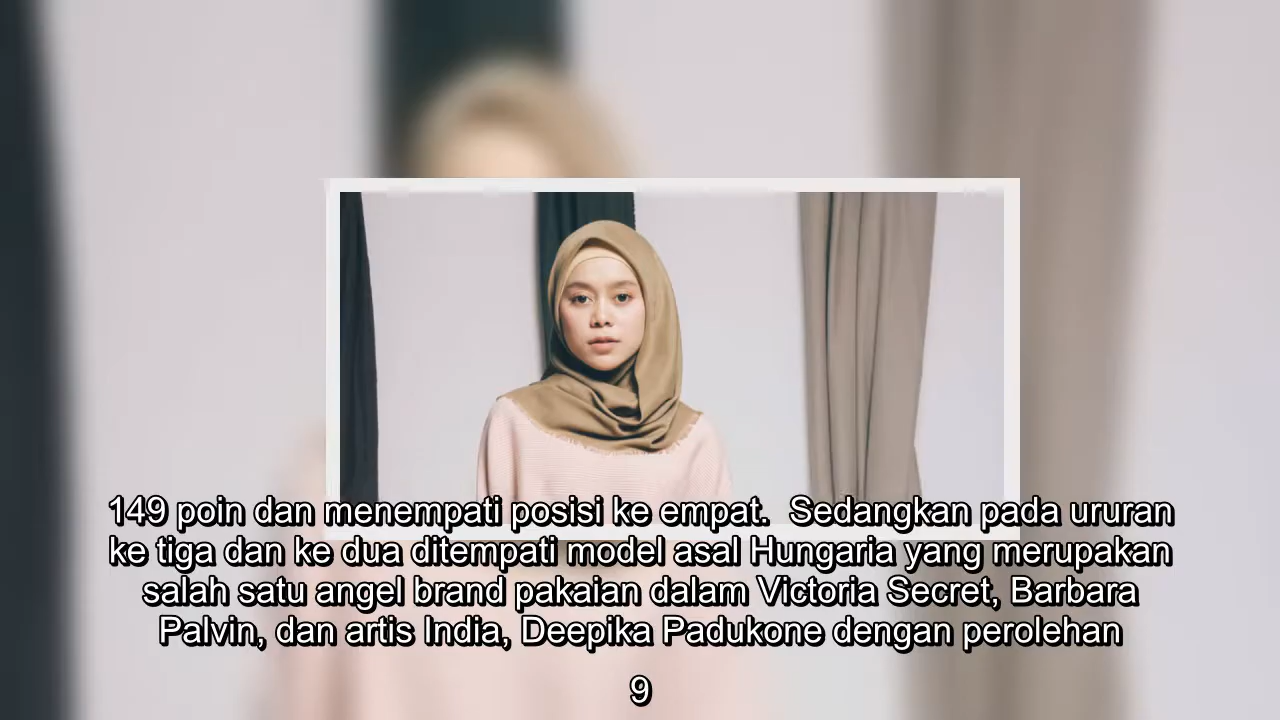 149 poin dan menempati posisi ke empat.  Sedangkan pada ururan
ke tiga dan ke dua ditempati model asal Hungaria yang merupakan
salah satu angel brand pakaian dalam Victoria Secret, Barbara
Palvin, dan artis India, Deepika Padukone dengan perolehan
9